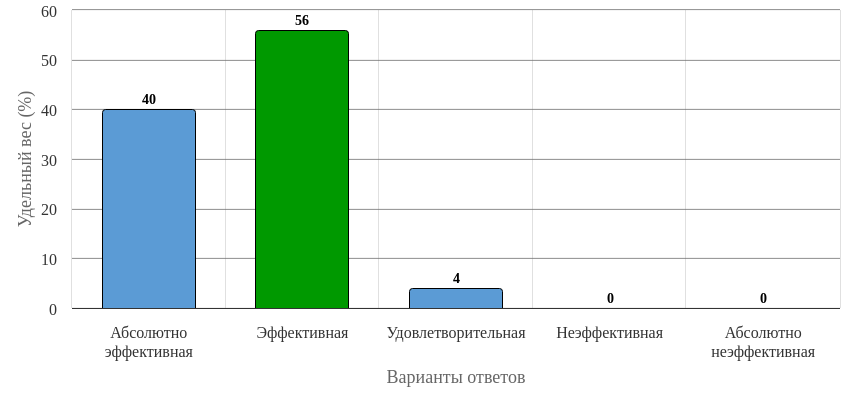 60
56
50
40
40
30
20
10
4
0
0
0
Удельный вес (%)
Абсолютно
эффективная
Эффективная
Удовлетворительная
Неэффективная
Абсолютно
неэффективная
Варианты ответов